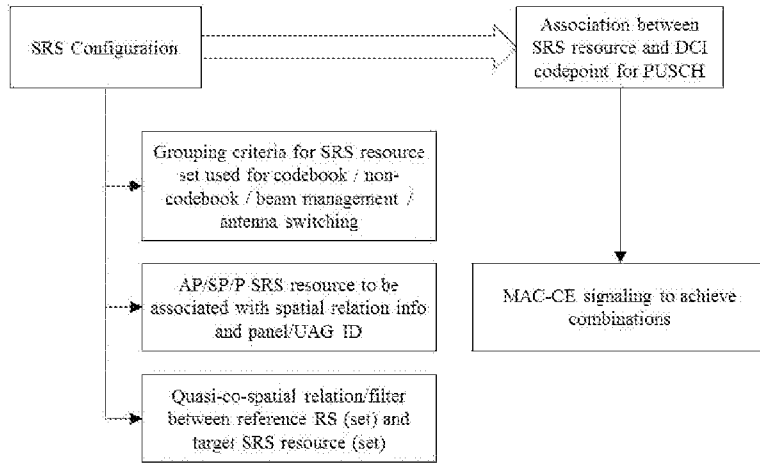 SRS Configuration
Association between
SRS resource and DCI
codepoint for PUSCH
Grouping criteria for SRS resource
set used for codebook / non-
codebook / beam management /
antenna switching
AP/SP/P SRS resource to be
associated with spatial relation info
and panel/UAG ID
MAC-CE signaling to achieve
combinations
Quasi-co-spatial relation/filter
between reference RS (set) and
target SRS resource (set)